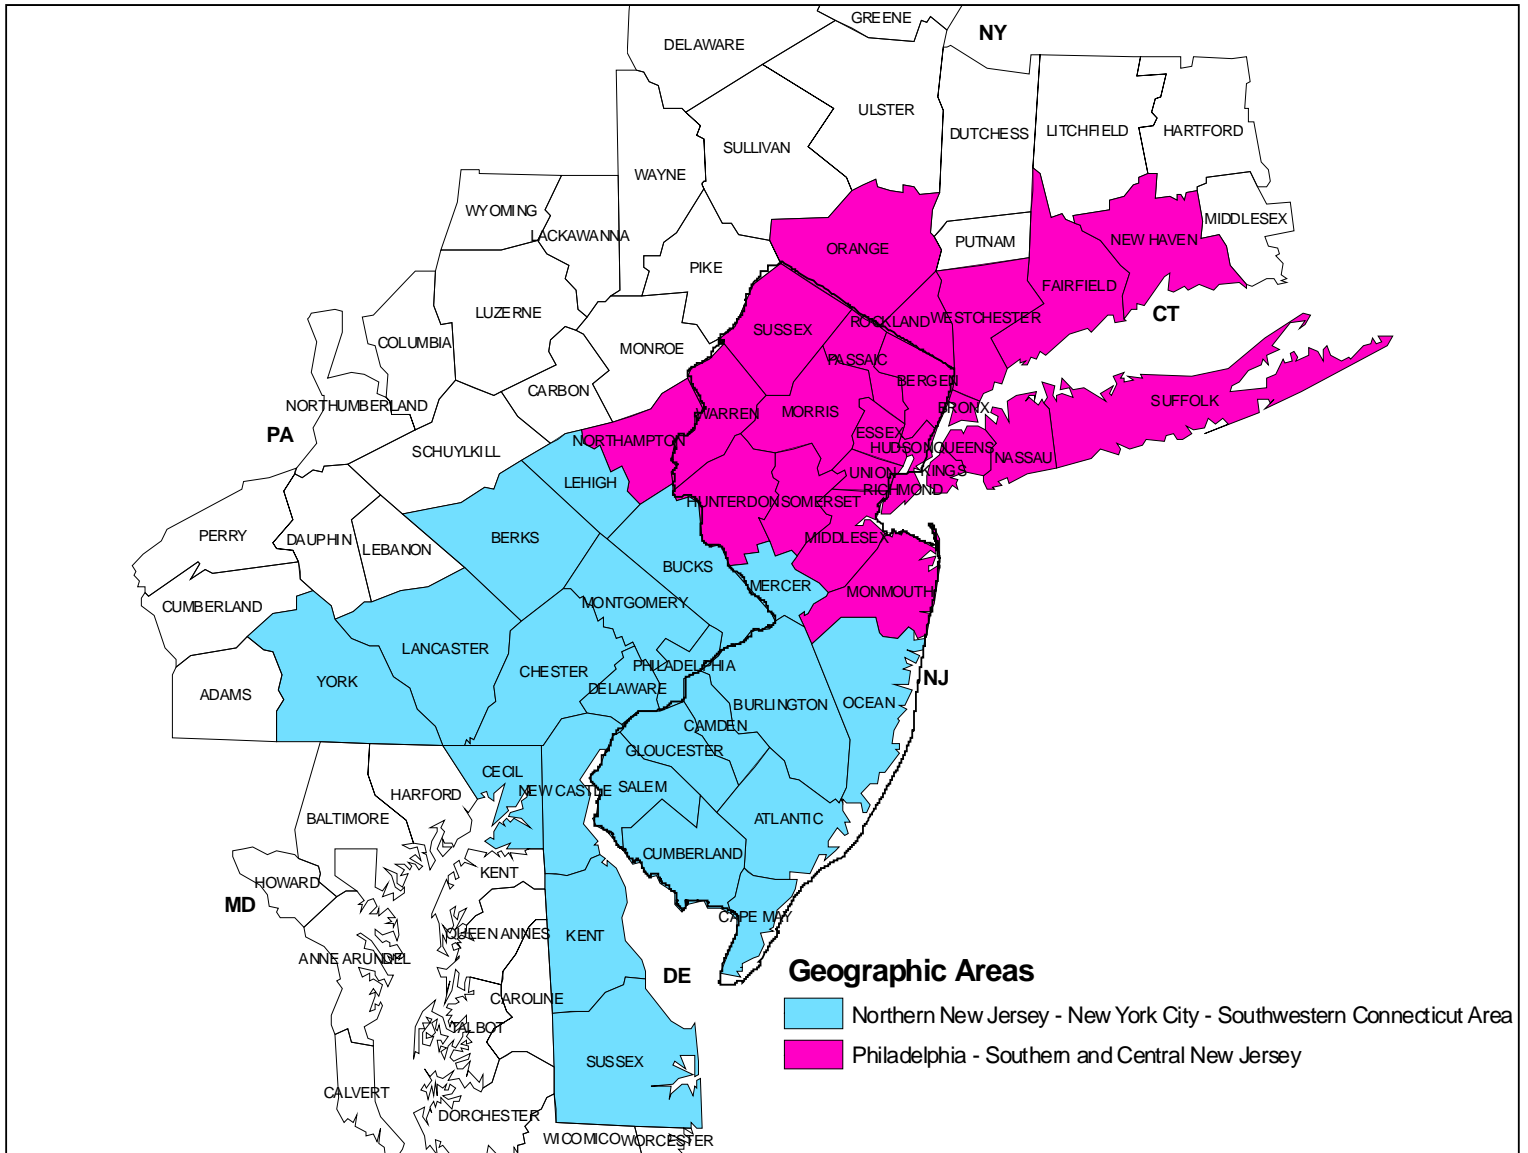 GREENE
NY
DELAWARE
ULSTER
DUTCHESS
LITCHFIELD
HARTFORD
SULLIVAN
WAYNE
WYOMING
LACKAWANNA
MIDDLESEX
ORANGE
PUTNAM
NEW HAVEN
PIKE
FAIRFIELD
LUZERNE
CT
SUSSEX
ROCKLAND
WESTCHESTER
COLUMBIA
MONROE
PASSAIC
BERGEN
CARBON
NORTHUMBERLAND
WARREN
MORRIS
BRONX
SUFFOLK
PA
ESSEX
NORTHAMPTON
HUDSON
QUEENS
SCHUYLKILL
NASSAU
UNION
KINGS
LEHIGH
RICHMOND
HUNTERDON
SOMERSET
PERRY
DAUPHIN
LEBANON
BERKS
MIDDLESEX
BUCKS
MERCER
MONMOUTH
CUMBERLAND
MONTGOMERY
LANCASTER
CHESTER
PHILADELPHIA
YORK
DELAWARE
NJ
ADAMS
BURLINGTON
OCEAN
CAMDEN
GLOUCESTER
CECIL
NEW CASTLE
SALEM
HARFORD
BALTIMORE
ATLANTIC
CUMBERLAND
KENT
HOWARD
MD
CAPE MAY
QUEEN ANNES
KENT
ANNE ARUNDEL
DE
Geographic Areas
CAROLINE
Northern New Jersey - New York City - Southwestern Connecticut Area
TALBOT
Philadelphia - Southern and Central New Jersey
SUSSEX
CALVERT
DORCHESTER
WICOMICO
WORCESTER